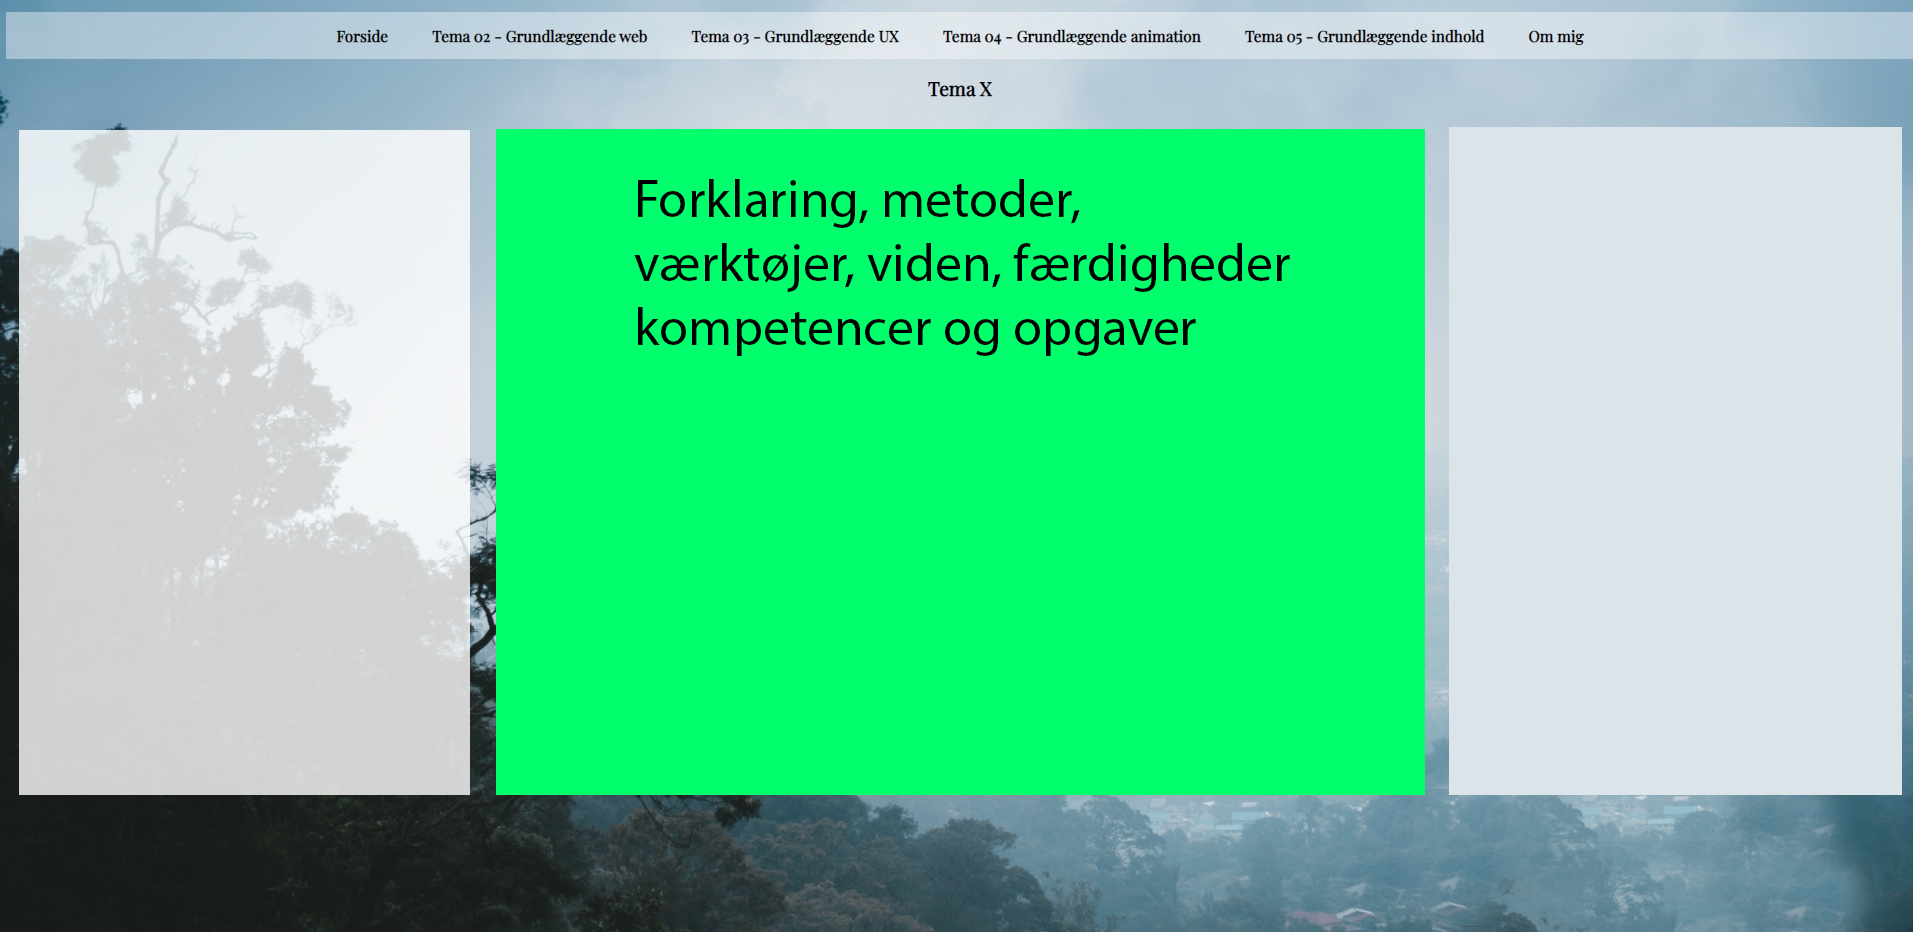 Forside Tema 02 - Grundlæggende web Tema 03 - Grundlæggende UX Tema 04 - Grundlæggende animation Tema 05 - Grundlæggende indhold Om mig
Tema X
Forklaring, metoder,
værktøjer, viden, færdigheder
kompetencer og opgaver